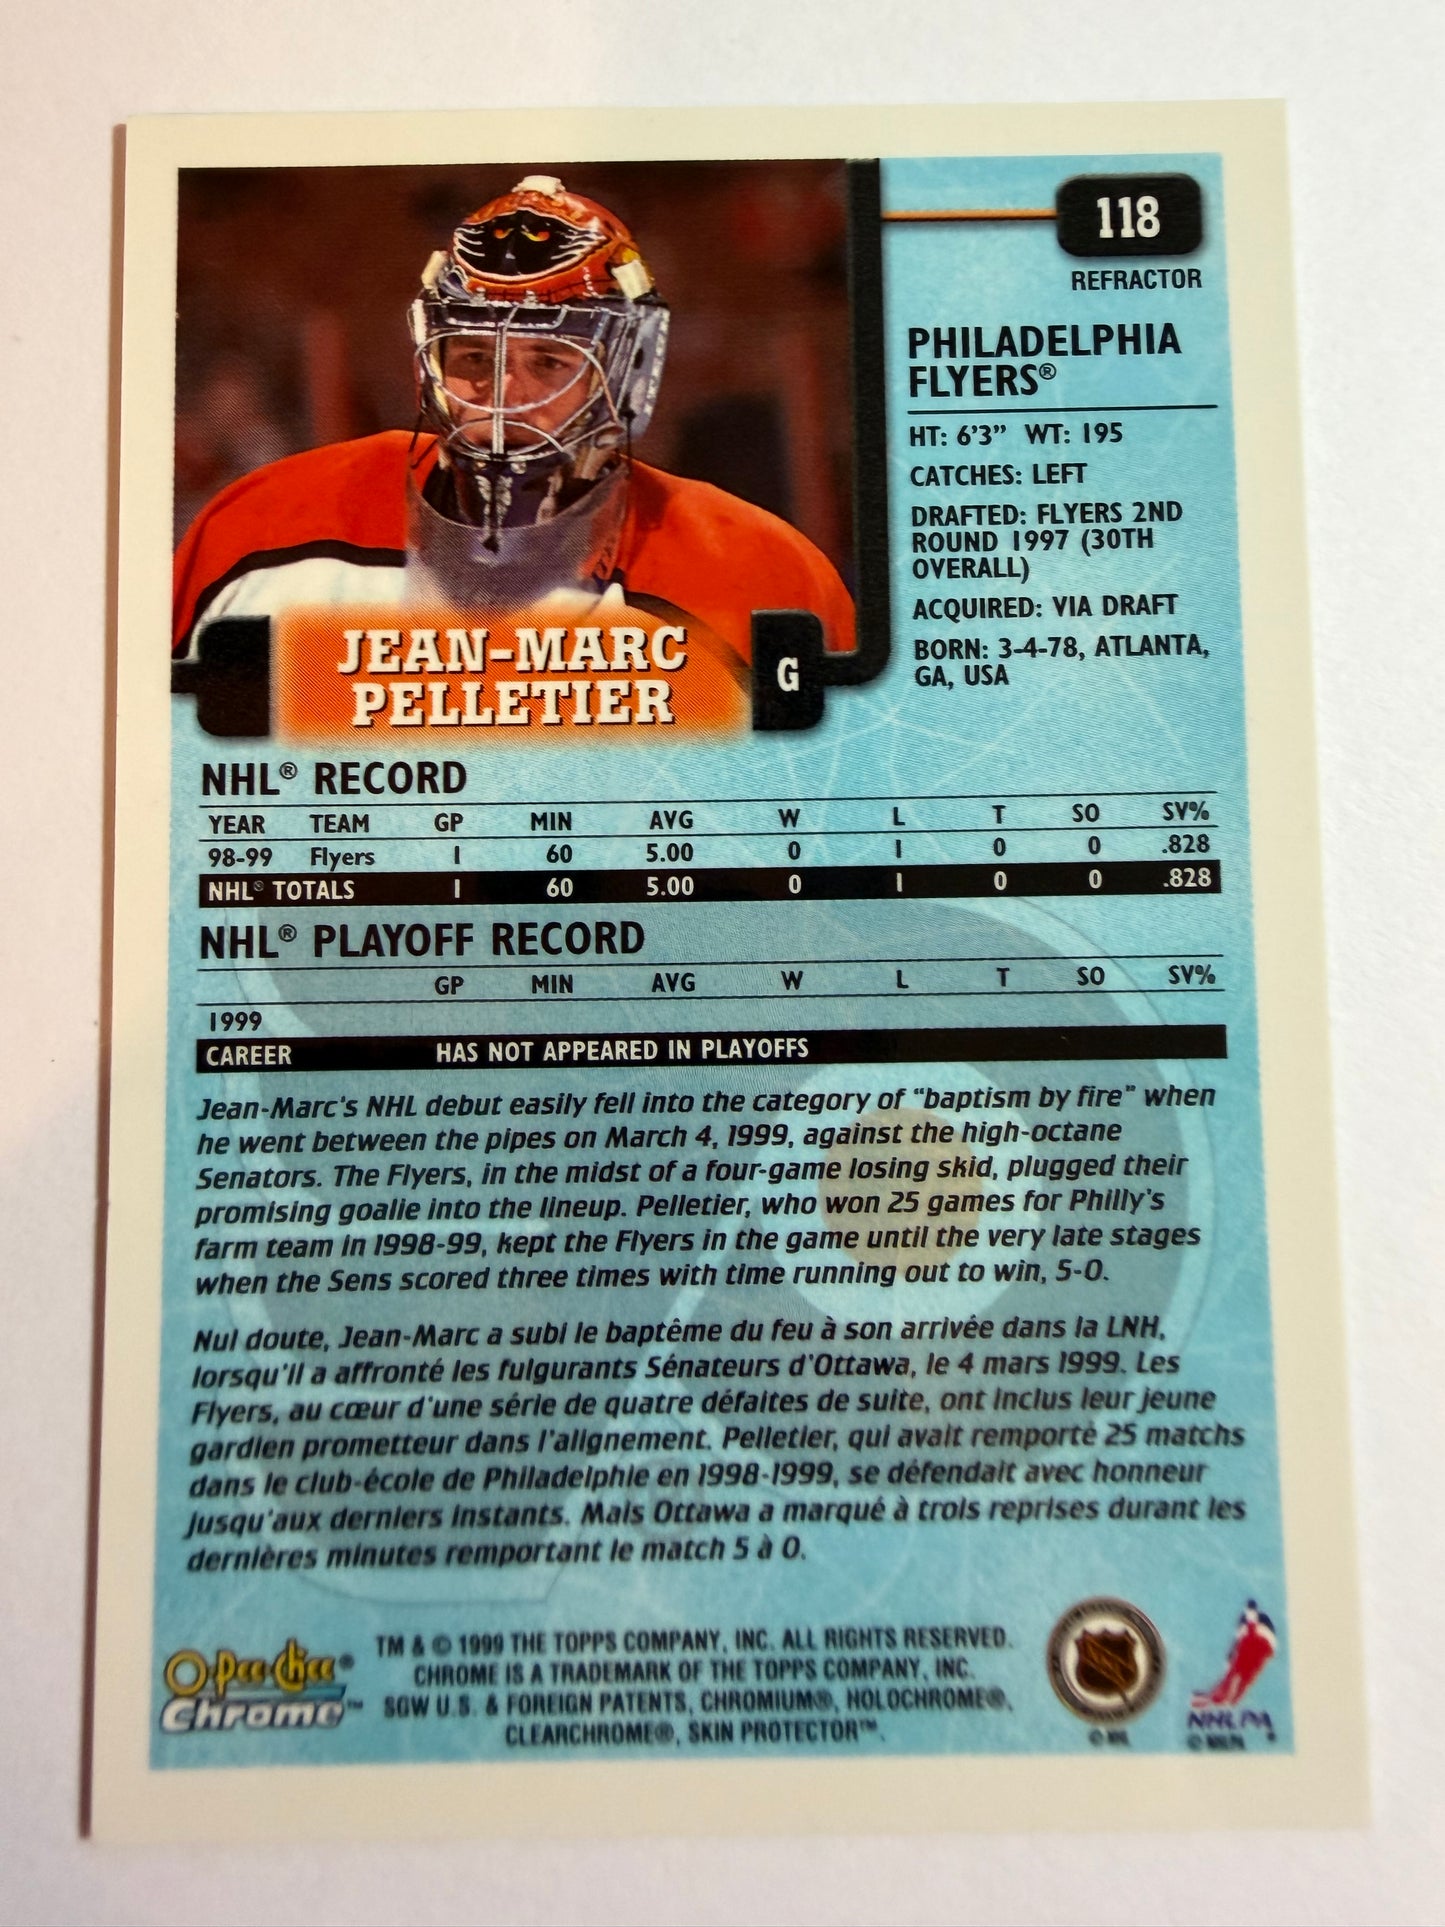 118
REFRACTOR
PHILADELPHIA
FLYERS®
HT: 6'3" WT: 195
CATCHES: LEFT
DRAFTED: FLYERS 2ND
ROUND 1997 (30TH
OVERALL)
ACQUIRED: VIA DRAFT
BORN: 3-4-78, ATLANTA,
GA, USA
JEAN-MARC
PELLETIER
G
NHL® RECORD
YEAR TEAM GP MIN AVG W L T SO SV%
98-99 Flyers 1 60 5.00 0 1 0 0 .828
NHL® TOTALS 1 60 5.00 0 1 0 0 .828
NHL® PLAYOFF RECORD
GP MIN AVG W L T SO SV%
1999
CAREER HAS NOT APPEARED IN PLAYOFFS
Jean-Marc's NHL debut easily fell into the category of "baptism by fire" when
he went between the pipes on March 4, 1999, against the high-octane
Senators. The Flyers, in the midst of a four-game losing skid, plugged their
promising goalie into the lineup. Pelletier, who won 25 games for Philly's
farm team in 1998-99, kept the Flyers in the game until the very late stages
when the Sens scored three times with time running out to win, 5-0.
Nul doute, Jean-Marc a subi le baptême du feu à son arrivée dans la LNH,
lorsqu'il a affronté les fulgurants Sénateurs d'Ottawa, le 4 mars 1999. Les
Flyers, au cœur d'une série de quatre défaites de suite, ont inclus leur jeune
gardien prometteur dans l'alignement. Pelletier, qui avait remporté 25 matchs
dans le club-école de Philadelphie en 1998-1999, se défendait avec honneur
jusqu'aux derniers instants. Mais Ottawa a marqué à trois reprises durant les
dernières minutes remportant le match 5 à 0.
O-Pee-Chee®
Chrome™
TM & © 1999 THE TOPPS COMPANY, INC. ALL RIGHTS RESERVED.
CHROME IS A TRADEMARK OF THE TOPPS COMPANY, INC.
SGW U.S. & FOREIGN PATENTS, CHROMIUM®, HOLOCHROME®,
CLEARCHROME®, SKIN PROTECTOR™.
© NHL
NHLPA
© NHLPA